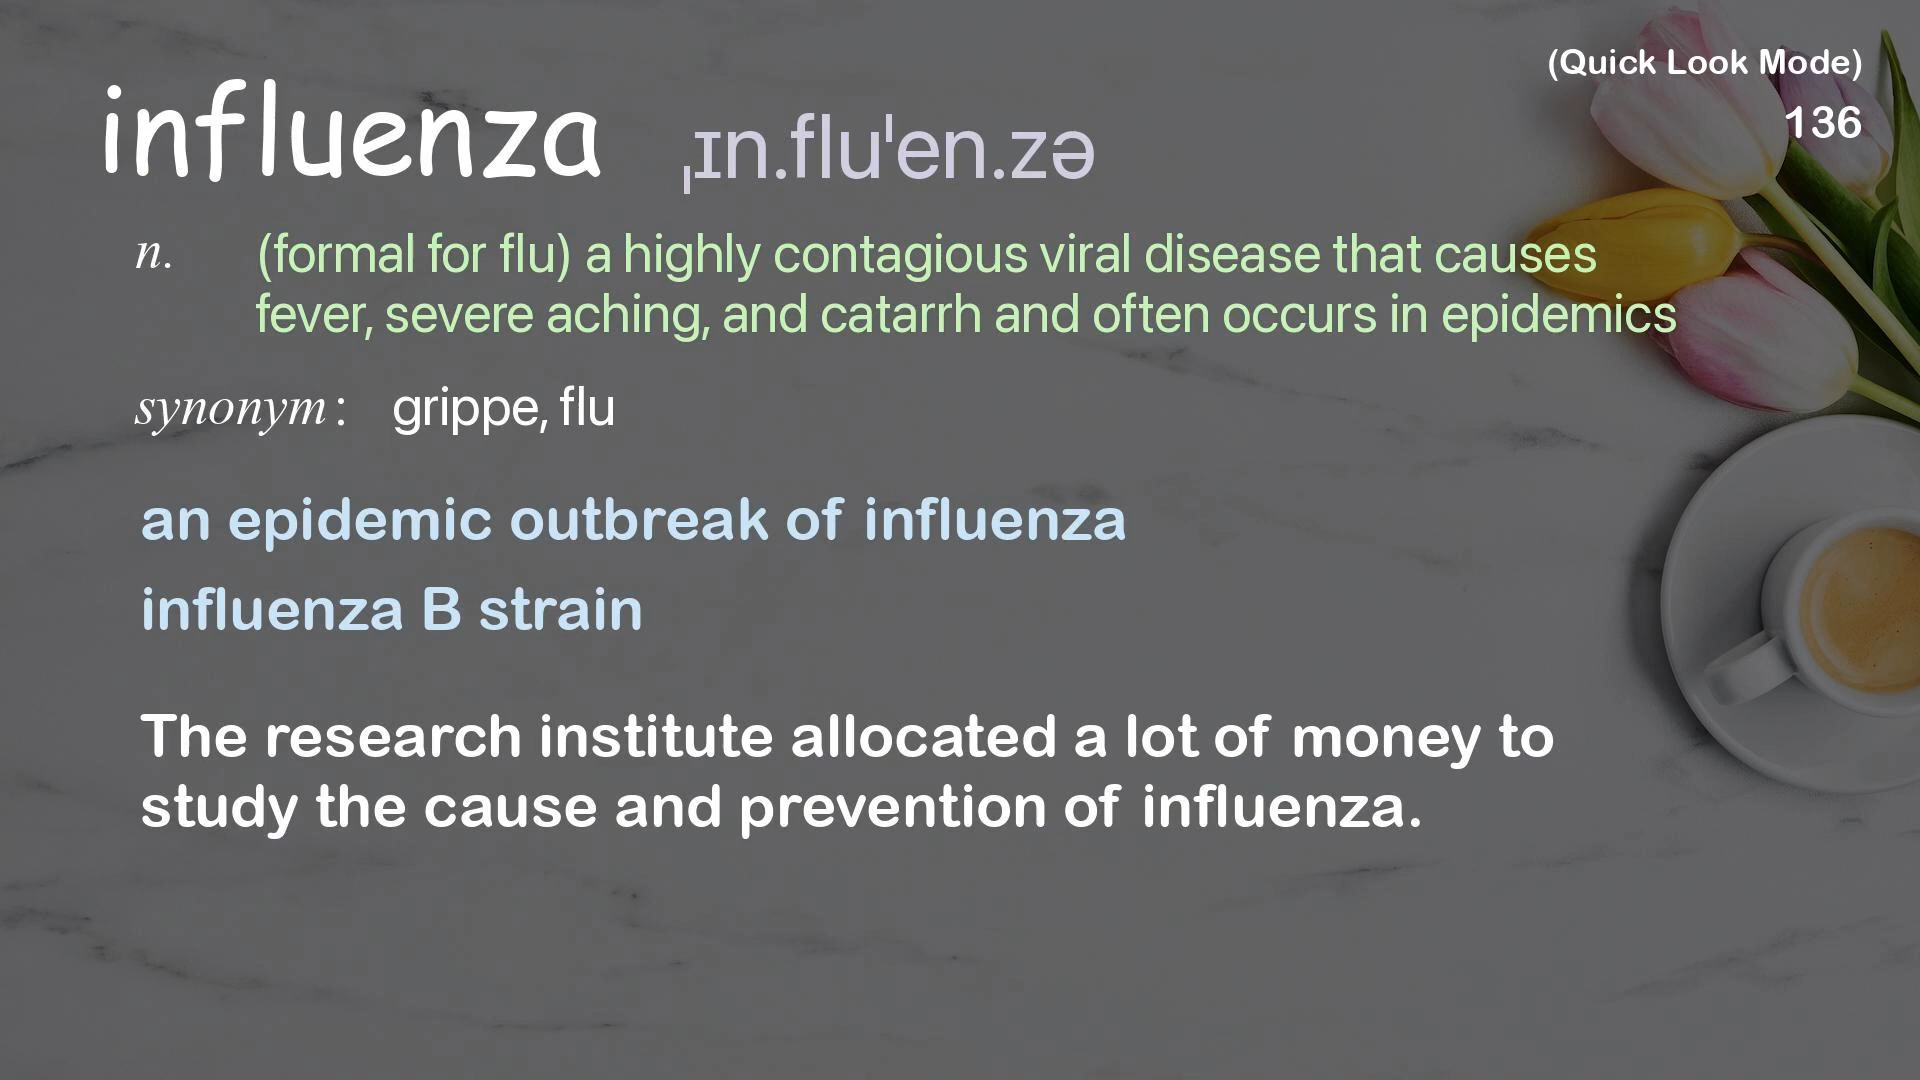 (Quick Look Mode)
136
influenza ˌɪn.fluˈen.zə
n. (formal for flu) a highly contagious viral disease that causes
fever, severe aching, and catarrh and often occurs in epidemics
synonym: grippe, flu
an epidemic outbreak of influenza
influenza B strain
The research institute allocated a lot of money to
study the cause and prevention of influenza.